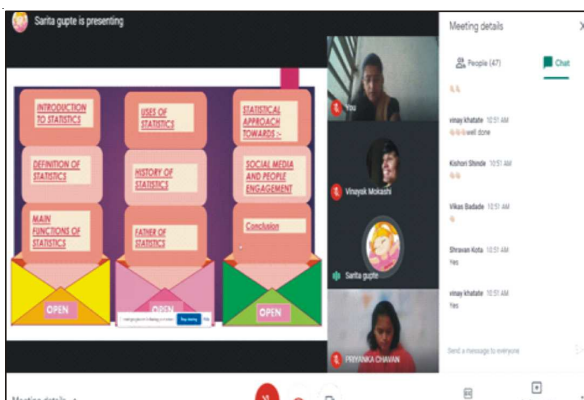 Sarita gupte is presenting
Meeting details
People (47)
Chat
INTRODUCTION
TO STATISTICS
USES OF
STATISTICS
STATISTICAL
APPROACH
TOWARDS :-
DEFINITION OF
STATISTICS
HISTORY OF
STATISTICS
SOCIAL MEDIA
AND PEOPLE
ENGAGEMENT
MAIN
FUNCTIONS OF
STATISTICS
FATHER OF
STATISTICS
Conclusion
OPEN
OPEN
OPEN
Stop sharing
Hide
You
Vinayak Mokashi
Sarita gupte
PRIYANKA CHAVAN
vinay khatate 10:51 AM
well done
Kishori Shinde 10:51 AM
Vikas Badade 10:51 AM
Shravan Kota 10:51 AM
Yes
vinay khatate 10:51 AM
Yes
Send a message to everyone
Meeting details